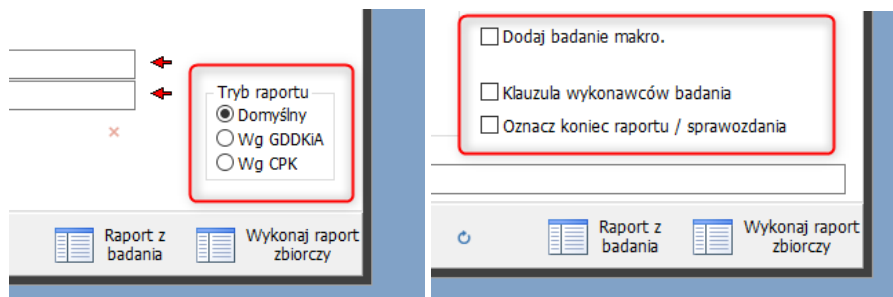 Tryb raportu
Domyślny
Wg GDDKiA
Wg CPK
Raport z
badania
Wykonaj raport
zbiorczy
Dodaj badanie makro.
Klauzula wykonawców badania
Oznacz koniec raportu / sprawozdania
Raport z
badania
Wykonaj raport
zbiorczy